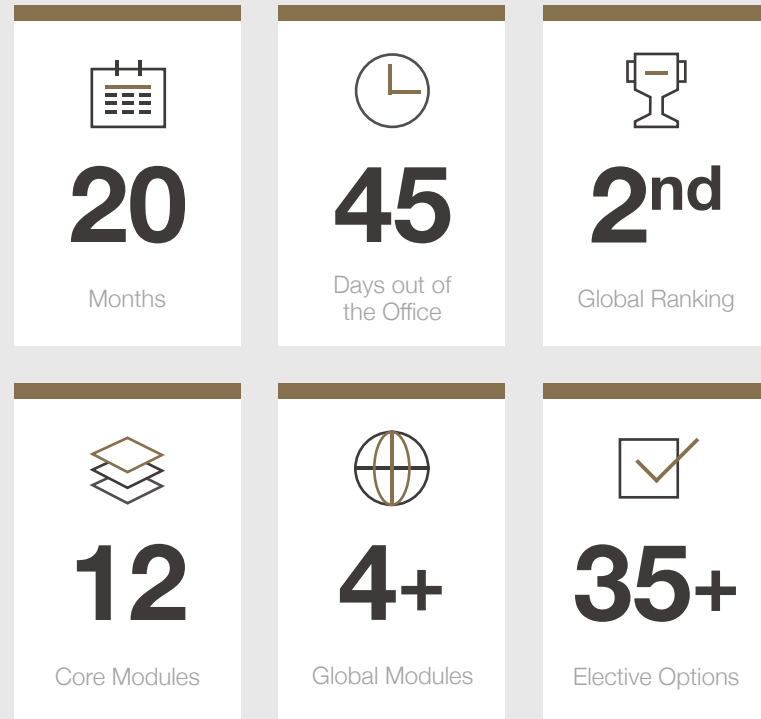 20
Months
45
Days out of
the Office
2nd
Global Ranking
12
Core Modules
4+
Global Modules
35+
Elective Options